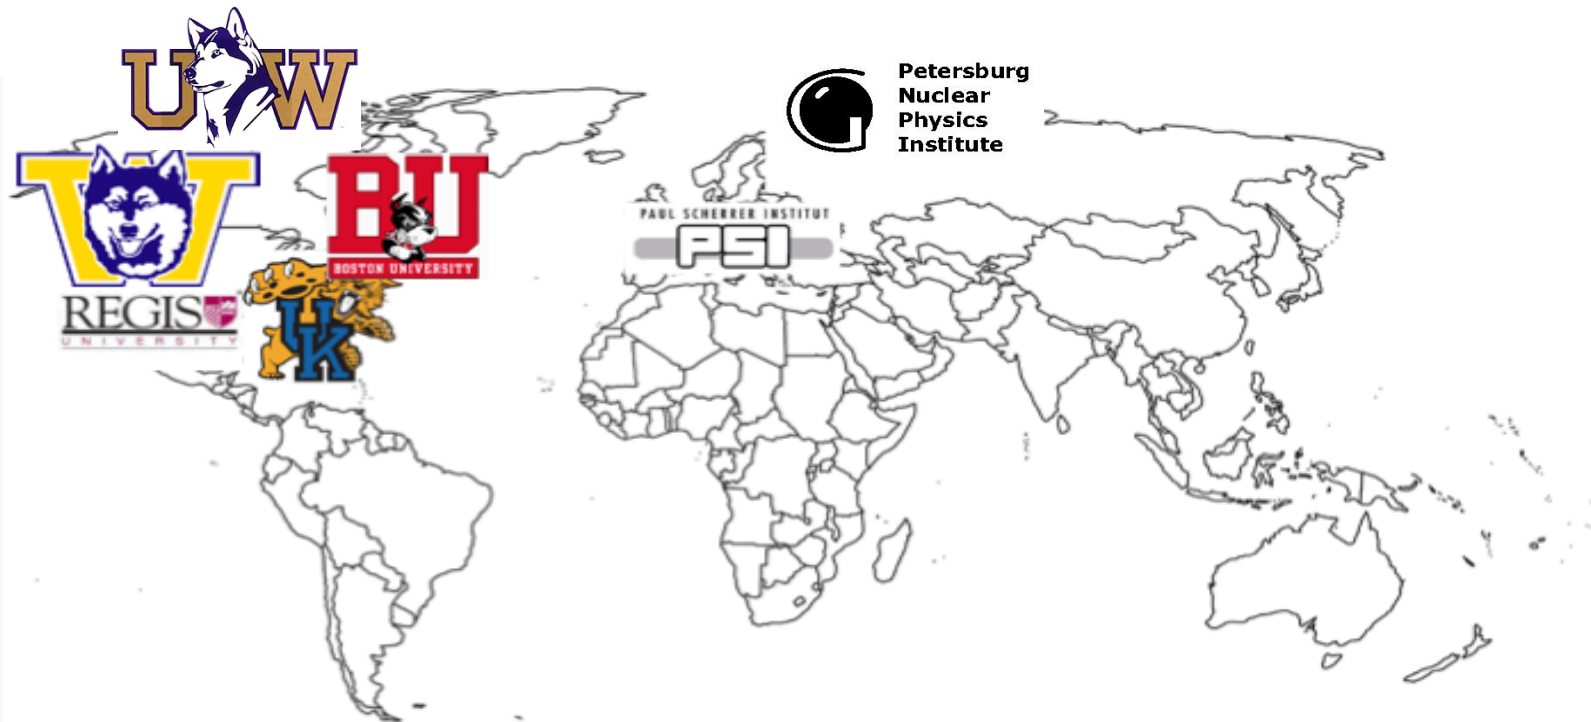 UW
Petersburg
Nuclear
Physics
Institute
W
BU
BOSTON UNIVERSITY
PAUL SCHERRER INSTITUT
PSI
REGIS
UNIVERSITY
UK